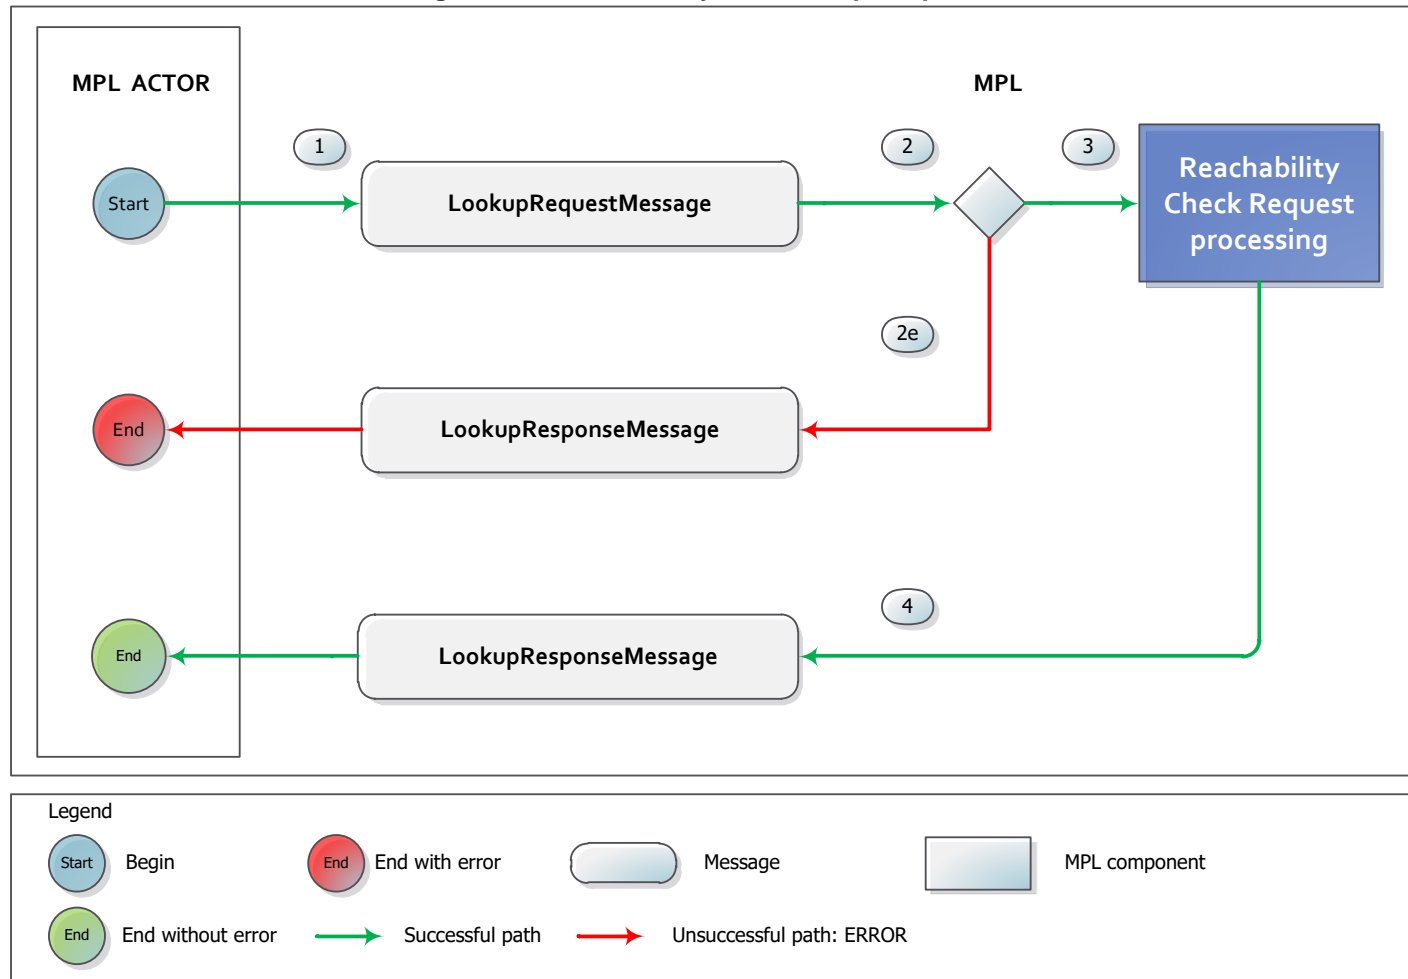 MPL ACTOR
MPL
1
2
3
Start
LookupRequestMessage
Reachability
Check Request
processing
2e
End
LookupResponseMessage
4
End
LookupResponseMessage
Legend
Start
Begin
End
End with error
Message
MPL component
End
End without error
Successful path
Unsuccessful path: ERROR